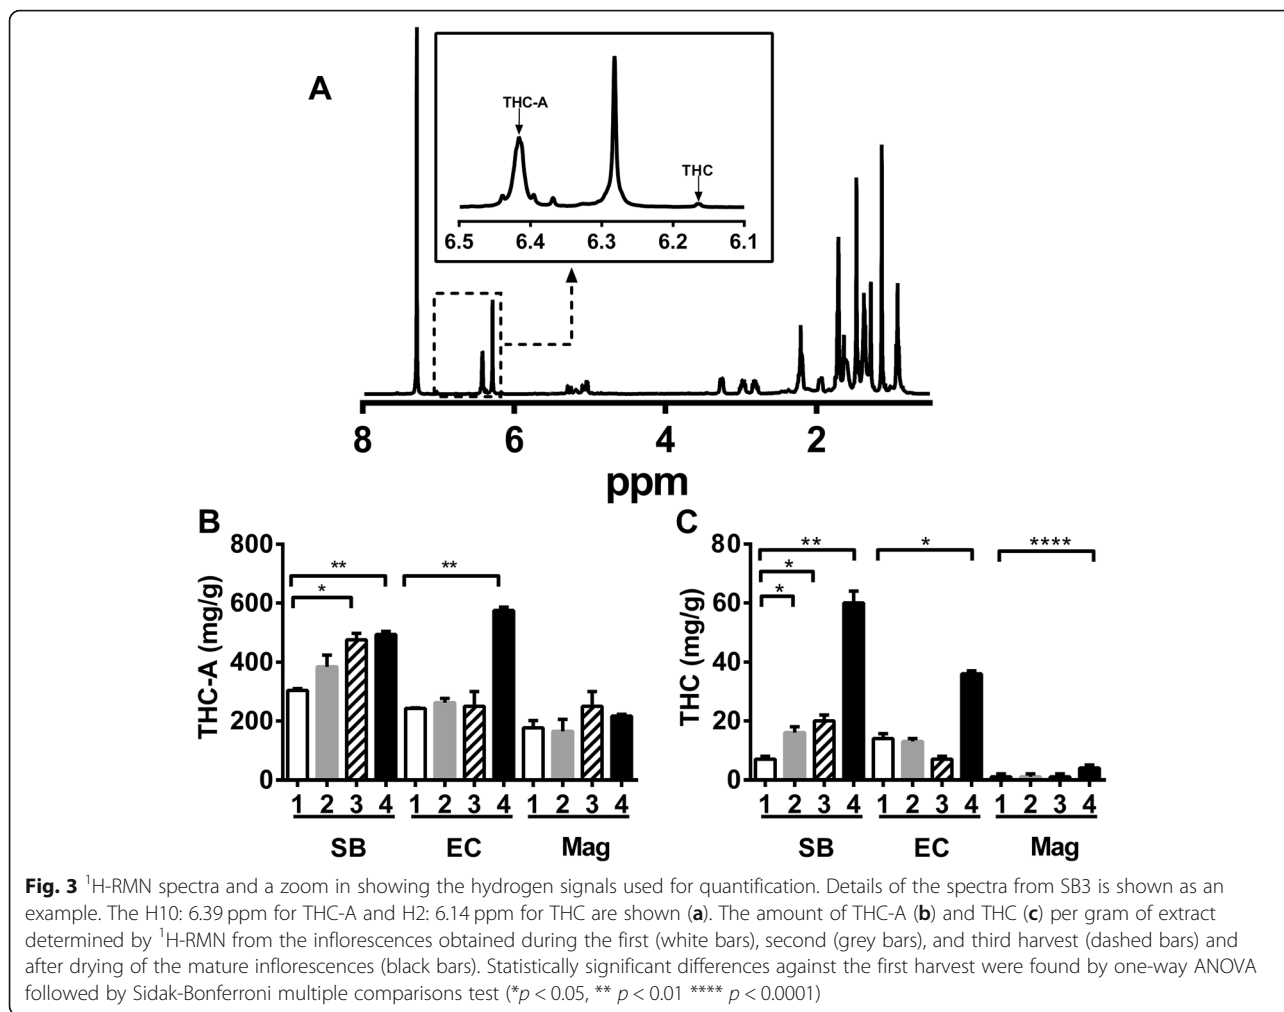 A
THC-A
THC
6.5 6.4 6.3 6.2 6.1
8 6 4 2
ppm
B
THC-A (mg/g)
800
600
400
200
0
** **
*
1 2 3 4 1 2 3 4 1 2 3 4
SB EC Mag
C
THC (mg/g)
80
60
40
20
0
** * ****
*
*
1 2 3 4 1 2 3 4 1 2 3 4
SB EC Mag
Fig. 3 ¹H-RMN spectra and a zoom in showing the hydrogen signals used for quantification. Details of the spectra from SB3 is shown as an
example. The H10: 6.39 ppm for THC-A and H2: 6.14 ppm for THC are shown (a). The amount of THC-A (b) and THC (c) per gram of extract
determined by ¹H-RMN from the inflorescences obtained during the first (white bars), second (grey bars), and third harvest (dashed bars) and
after drying of the mature inflorescences (black bars). Statistically significant differences against the first harvest were found by one-way ANOVA
followed by Sidak-Bonferroni multiple comparisons test (*p < 0.05, ** p < 0.01 **** p < 0.0001)